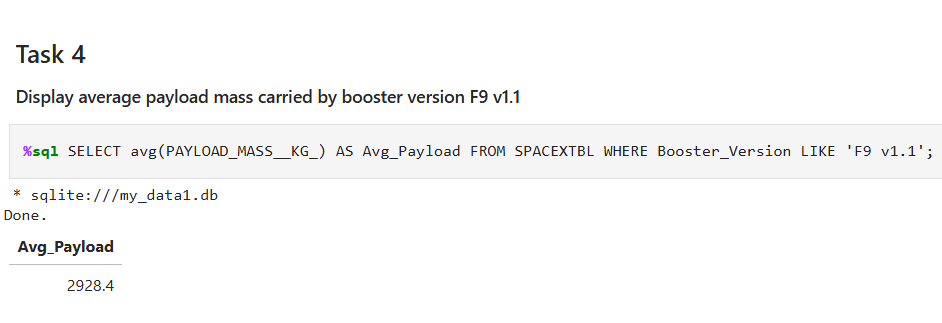 Task 4
Display average payload mass carried by booster version F9 v1.1
%sql SELECT avg(PAYLOAD_MASS__KG_) AS Avg_Payload FROM SPACEXTBL WHERE Booster_Version LIKE 'F9 v1.1';
* sqlite:///my_data1.db
Done.
Avg_Payload
2928.4